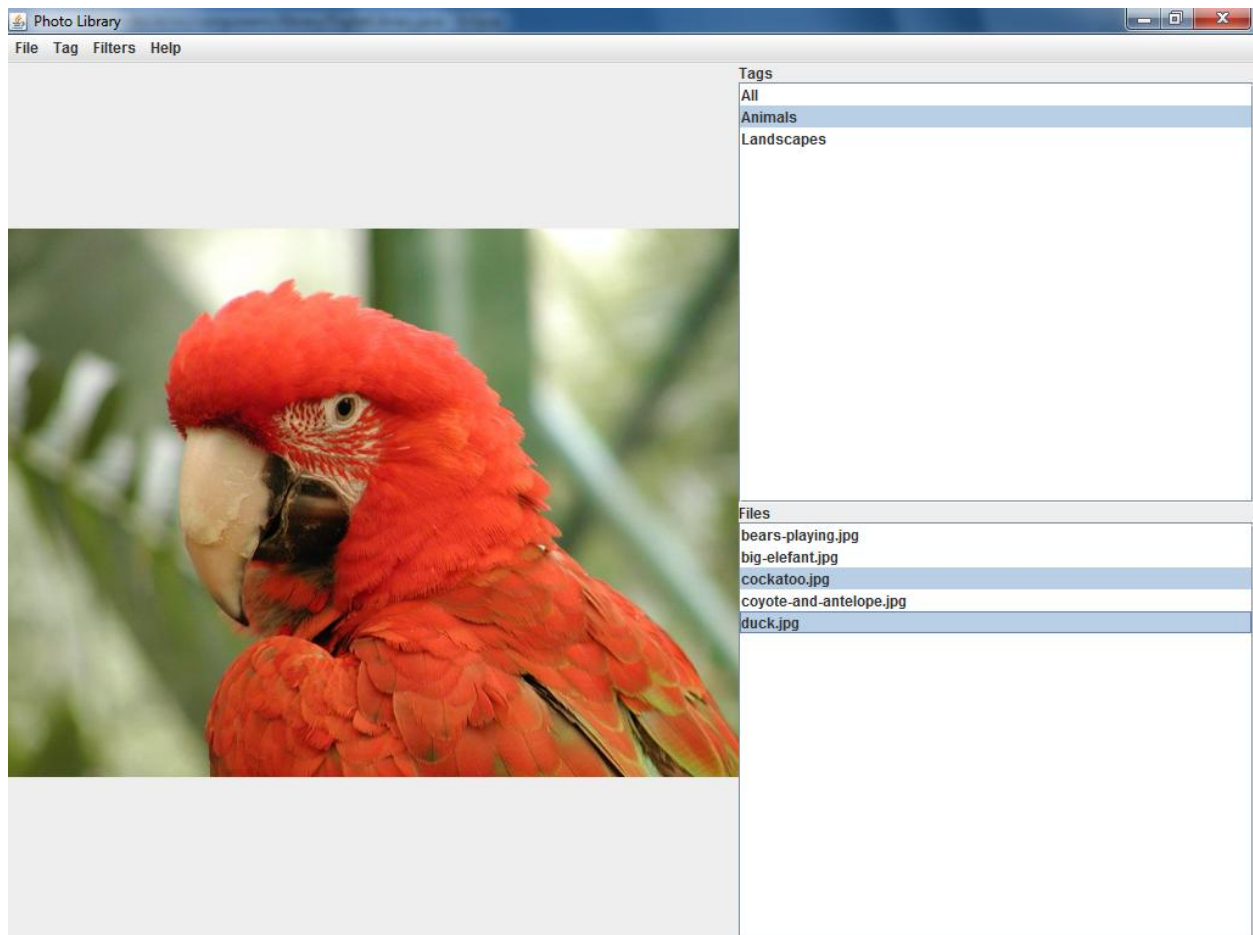 Photo Library
File Tag Filters Help
Tags
All
Animals
Landscapes
Files
bears-playing.jpg
big-elefant.jpg
cockatoo.jpg
coyote-and-antelope.jpg
duck.jpg